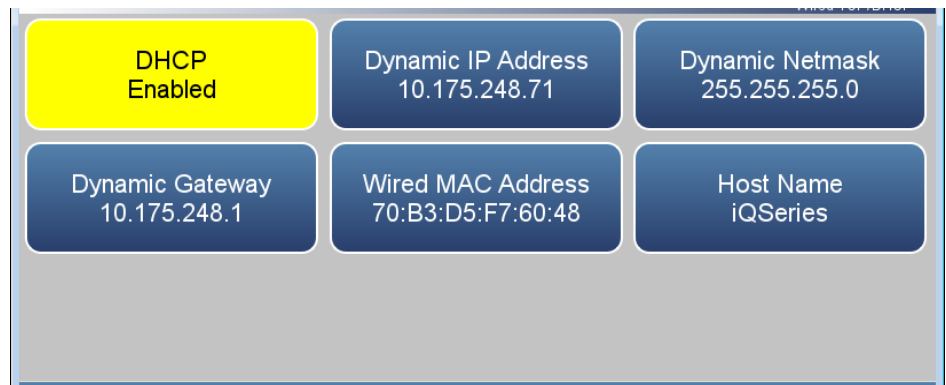 DHCP
Enabled
Dynamic IP Address
10.175.248.71
Dynamic Netmask
255.255.255.0
Dynamic Gateway
10.175.248.1
Wired MAC Address
70:B3:D5:F7:60:48
Host Name
iQSeries